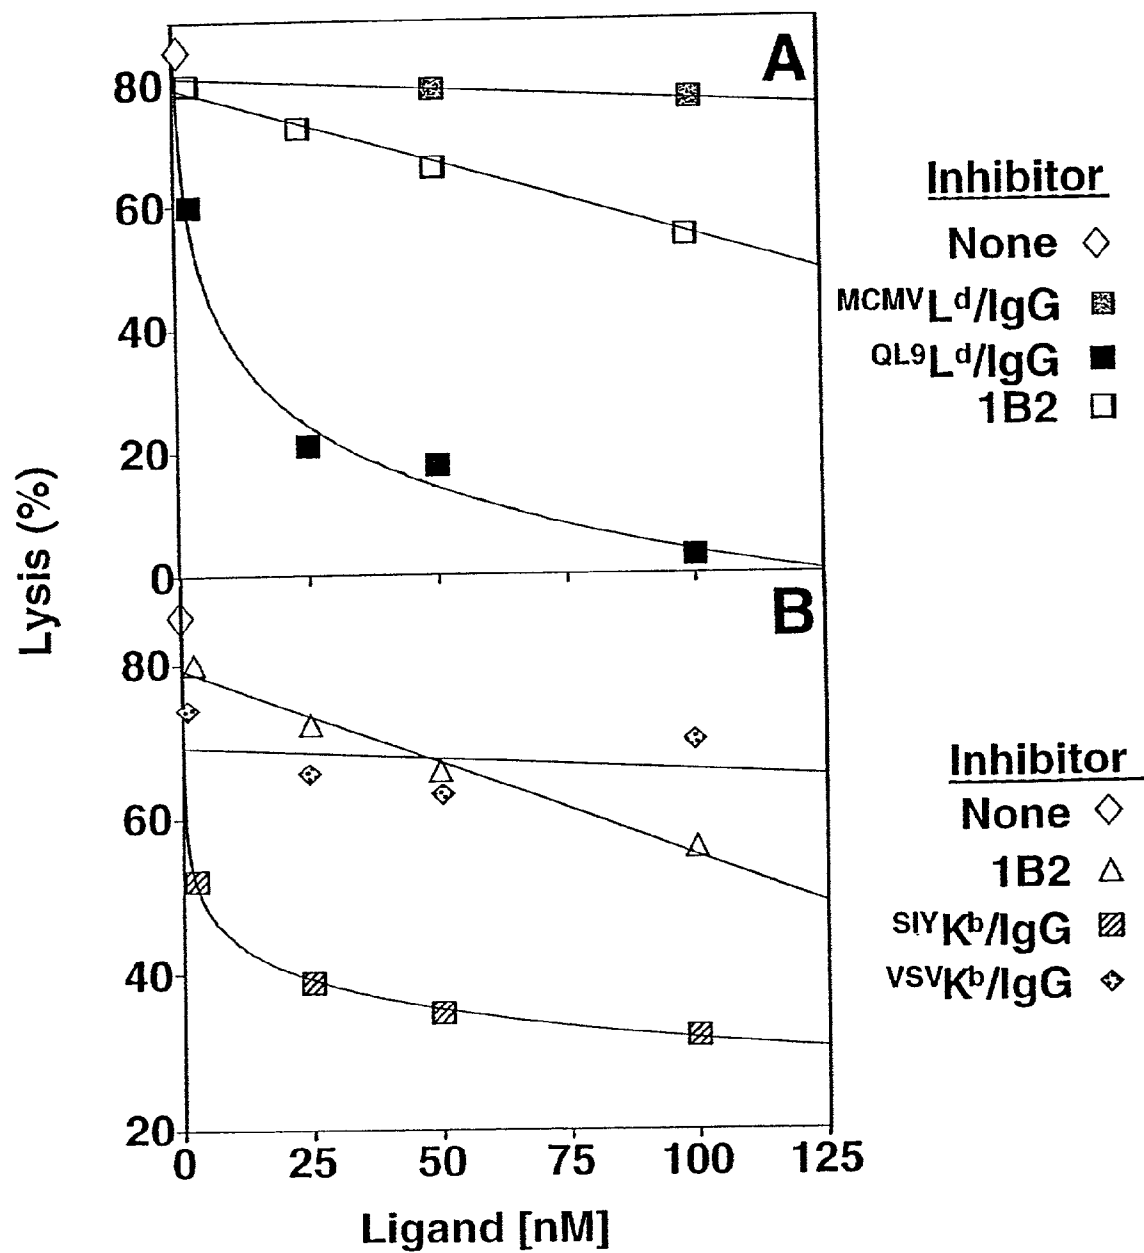 A
80
60
40
20
0
Inhibitor
None
MCMVLd/IgG
QL9Ld/IgG
1B2
Lysis (%)
B
80
60
40
20
0 25 50 75 100 125
Ligand [nM]
Inhibitor
None
1B2
SIYKb/IgG
VSVKb/IgG